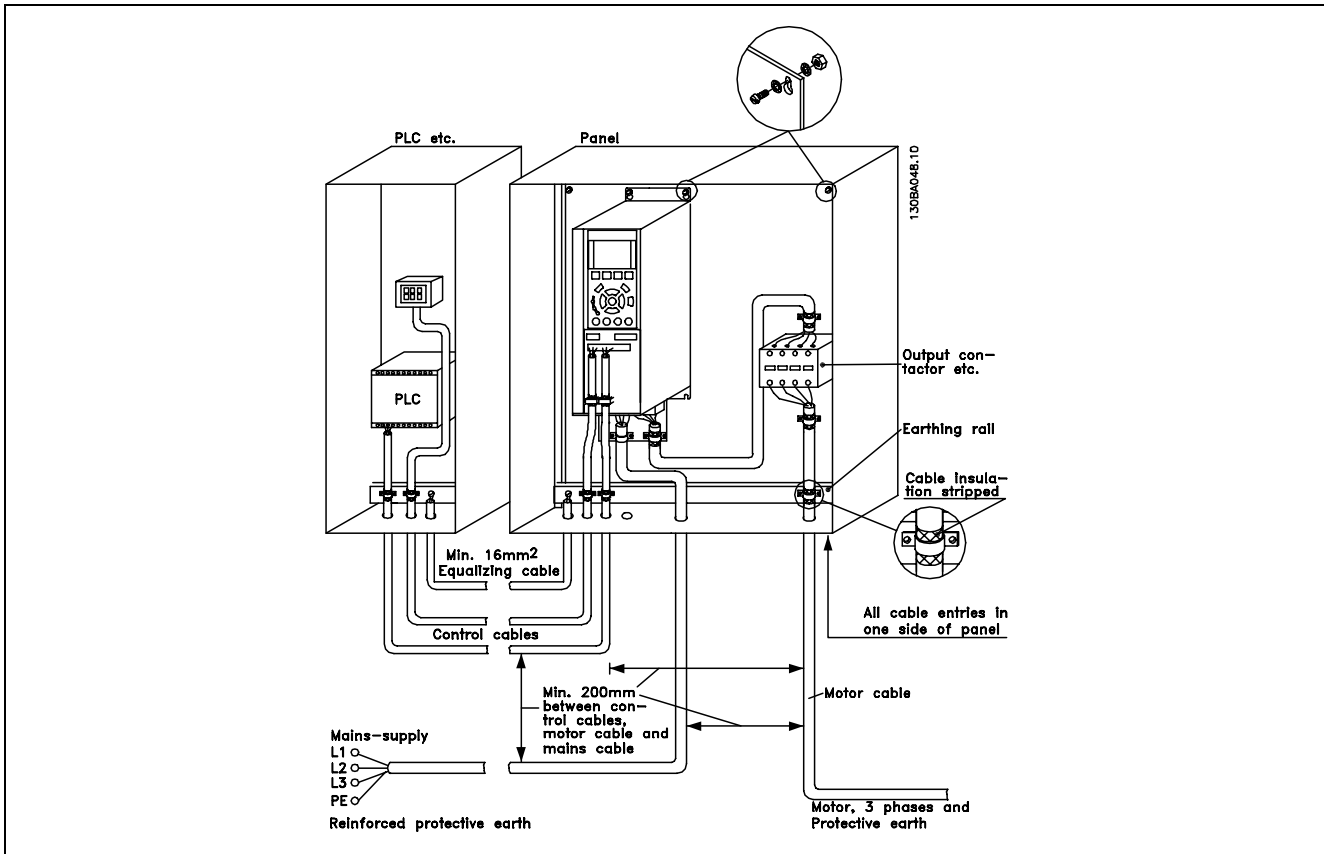 PLC etc.
Panel
130BA048.10
PLC
Output con-
tactor etc.
Earthing rail
Cable insula-
tion stripped
Min. 16mm2
Equalizing cable
All cable entries in
one side of panel
Control cables
Min. 200mm
between con-
trol cables,
motor cable and
mains cable
Motor cable
Mains-supply
L1
L2
L3
PE
Reinforced protective earth
Motor, 3 phases and
Protective earth